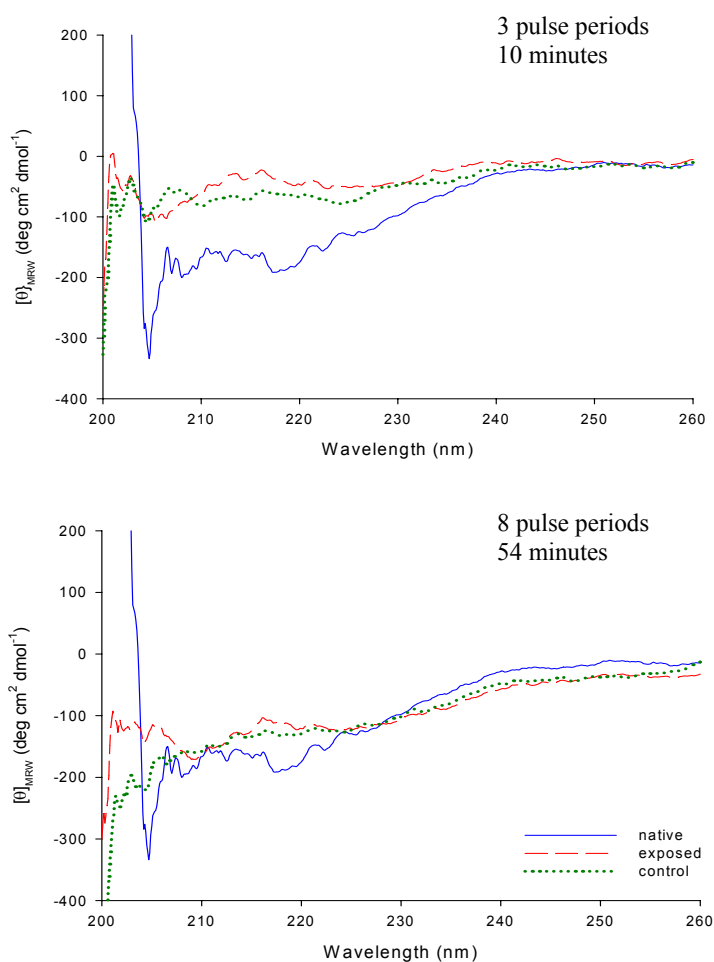 3 pulse periods
10 minutes
200
100
0
-100
-200
-300
-400
[θ}MRW (deg cm² dmol⁻¹)
200 210 220 230 240 250 260
Wavelength (nm)
8 pulse periods
54 minutes
200
100
0
-100
-200
-300
-400
[θ]MRW (deg cm² dmol⁻¹)
native
exposed
control
200 210 220 230 240 250 260
Wavelength (nm)